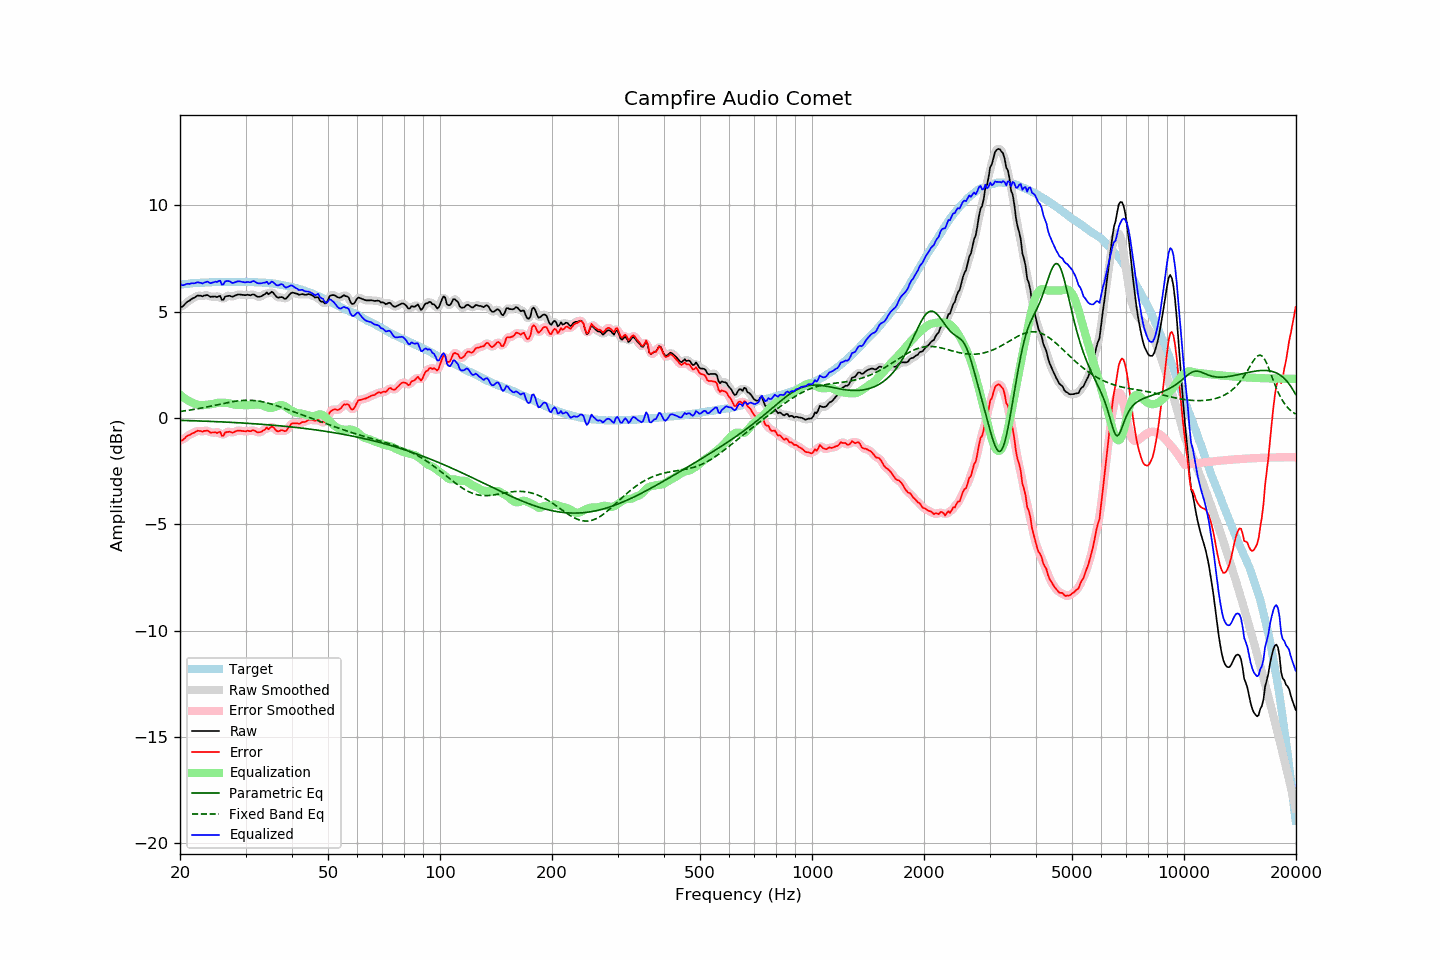 Campfire Audio Comet
Amplitude (dBr)
10
5
0
−5
−10
−15
−20
Target
Raw Smoothed
Error Smoothed
Raw
Error
Equalization
Parametric Eq
Fixed Band Eq
Equalized
20 50 100 200 500 1000 2000 5000 10000 20000
Frequency (Hz)